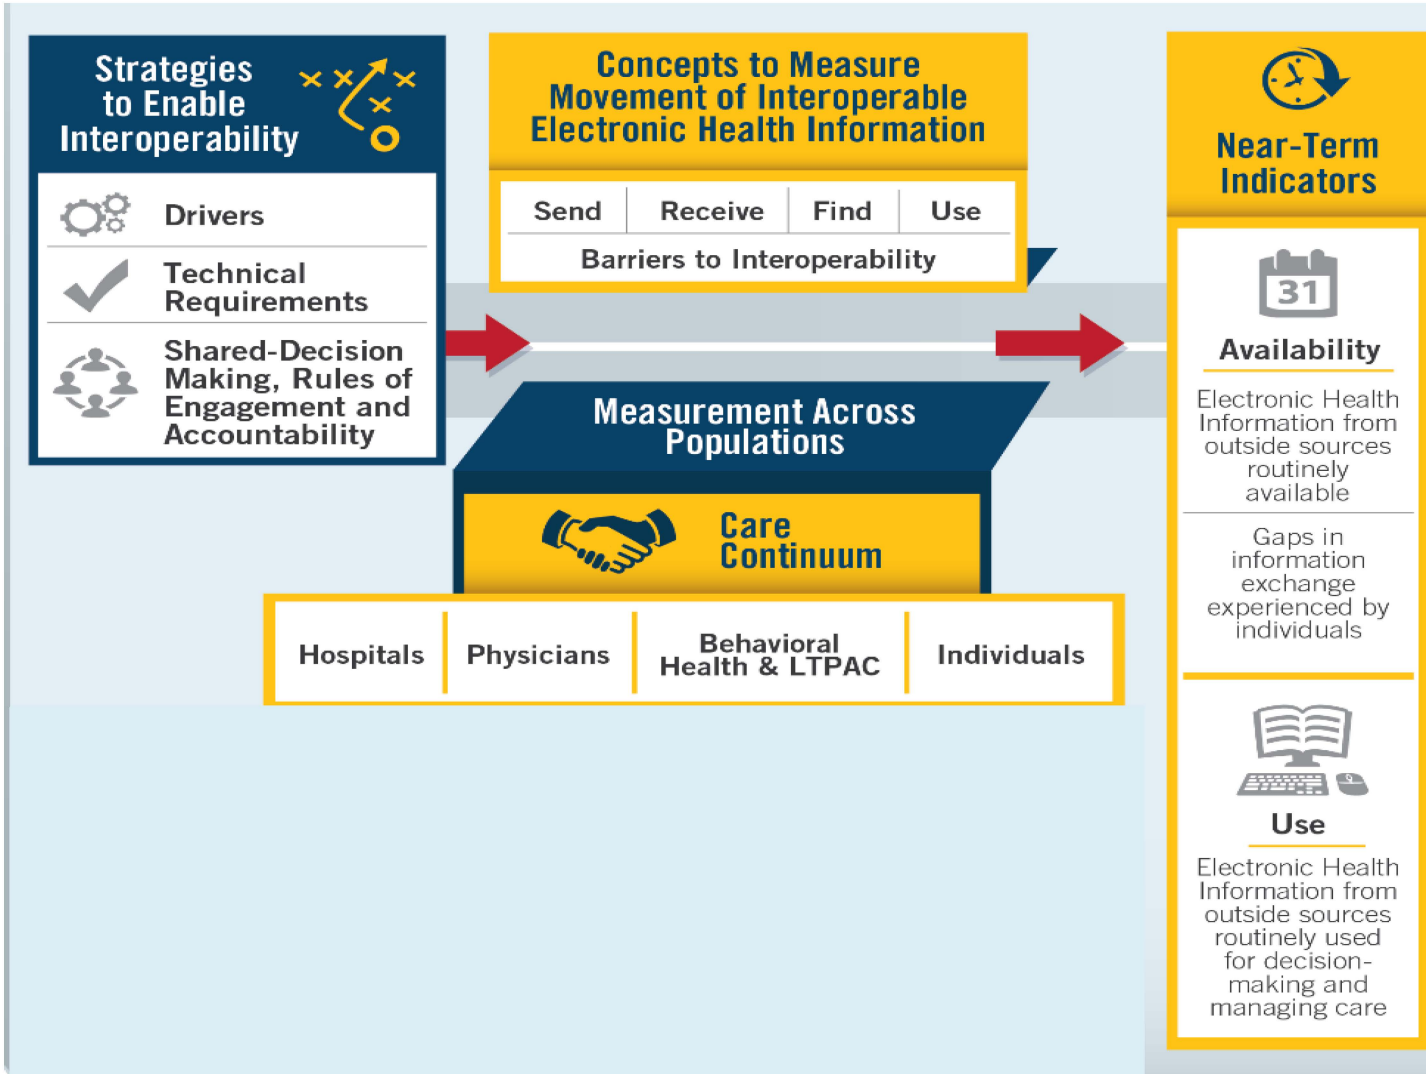 Strategies
to Enable
Interoperability
Drivers
Technical
Requirements
Shared-Decision
Making, Rules of
Engagement and
Accountability
Concepts to Measure
Movement of Interoperable
Electronic Health Information
Send
Receive
Find
Use
Barriers to Interoperability
Measurement Across
Populations
Care
Continuum
Hospitals
Physicians
Behavioral
Health & LTPAC
Individuals
Near-Term
Indicators
31
Availability
Electronic Health
Information from
outside sources
routinely
available
Gaps in
information
exchange
experienced by
individuals
Use
Electronic Health
Information from
outside sources
routinely used
for decision-
making and
managing care